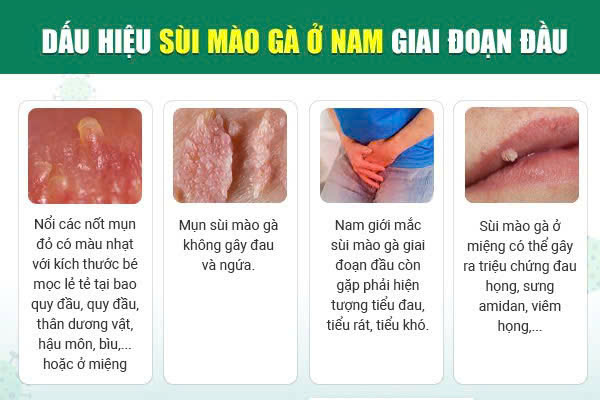 DẤU HIỆU SÙI MÀO GÀ Ở NAM GIAI ĐOẠN ĐẦU
Nổi các nốt mụn
đỏ có màu nhạt
với kích thước bé
mọc lẻ tẻ tại bao
quy đầu, quy đầu,
thân dương vật,
hậu môn, bìu,...
hoặc ở miệng
Mụn sùi mào gà
không gây đau
và ngứa.
Nam giới mắc
sùi mào gà giai
đoạn đầu còn
gặp phải hiện
tượng tiểu đau,
tiểu rát, tiểu khó.
Sùi mào gà ở
miệng có thể gây
ra triệu chứng đau
họng, sưng
amidan, viêm
họng,...